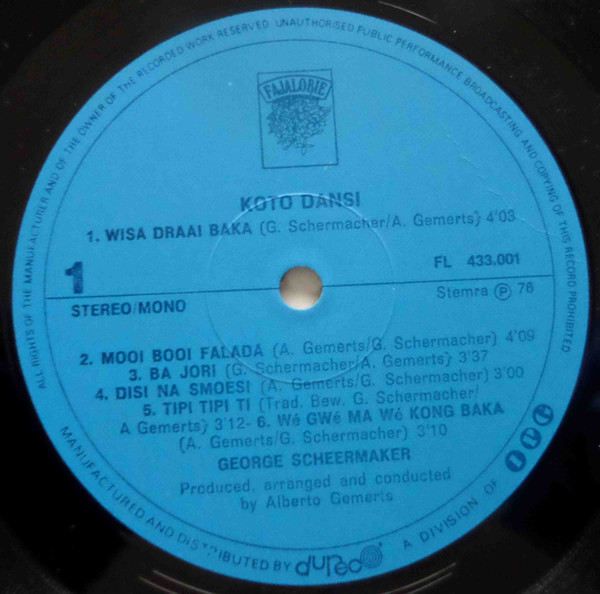 ALL RIGHTS OF THE MANUFACTURER AND OF THE OWNER OF THE RECORDED WORK RESERVED UNAUTHORISED PUBLIC PERFORMANCE BROADCASTING AND COPYING OF THIS RECORD PROHIBITED
FAJALOBIE
KOTO DANSI
1. WISA DRAAI BAKA (G. Schermacher/A. Gemerts) 4'03
1
FL 433.001
STEREO/MONO
Stemra Ⓟ 76
2. MOOI BOOI FALADA (A. Gemerts/G. Schermacher) 4'09
3. BA JORI (G. Schermacher/A. Gemerts) 3'37
4. DISI NA SMOESI (A. Gemerts/G. Schermacher) 3'00
5. TIPI TIPI TI (Trad. Bew. G. Schermacher/
A Gemerts) 3'12- 6. Wé GWé MA Wé KONG BAKA
(A. Gemerts/G. Schermacher) 3'10
GEORGE SCHEERMAKER
Produced, arranged and conducted
by Alberto Gemerts
MANUFACTURED AND DISTRIBUTED BY dureco A DIVISION OF